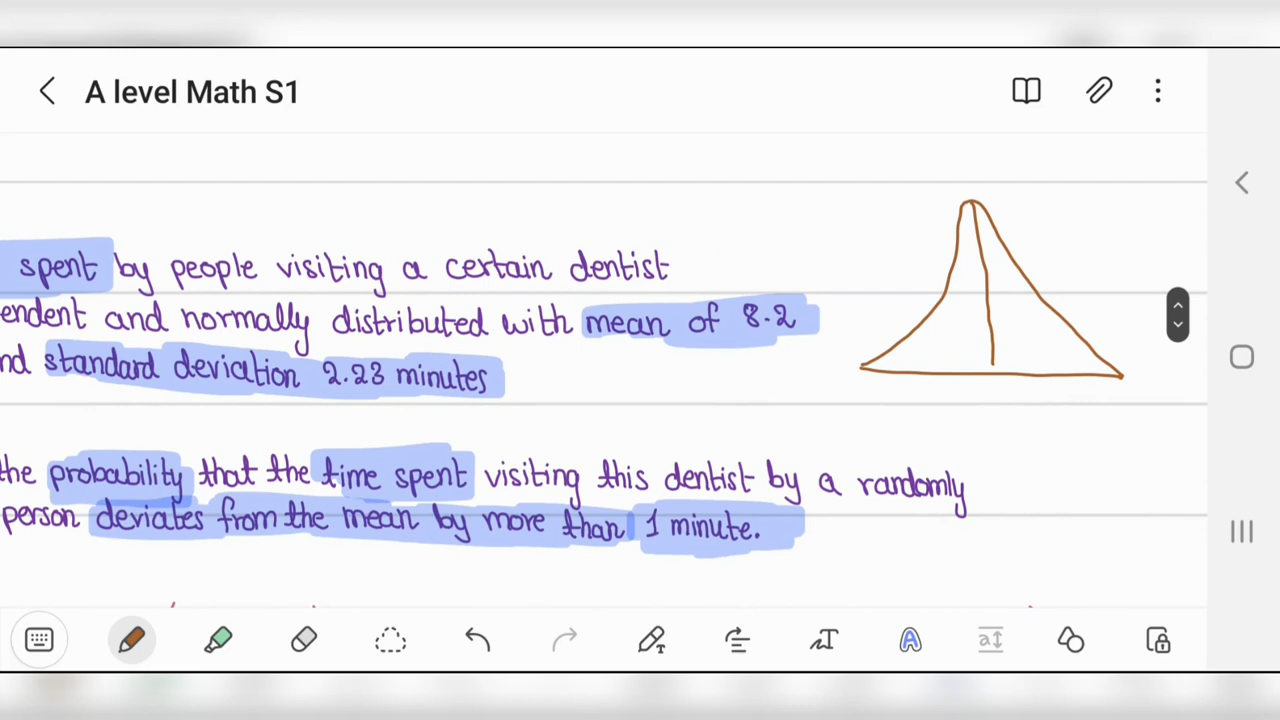 A level Math S1
spent by people visiting a certain dentist
endent and normally distributed with mean of 8.2
nd standard deviation 2.23 minutes
the probability that the time spent visiting this dentist by a randomly
person deviates from the mean by more than 1 minute.